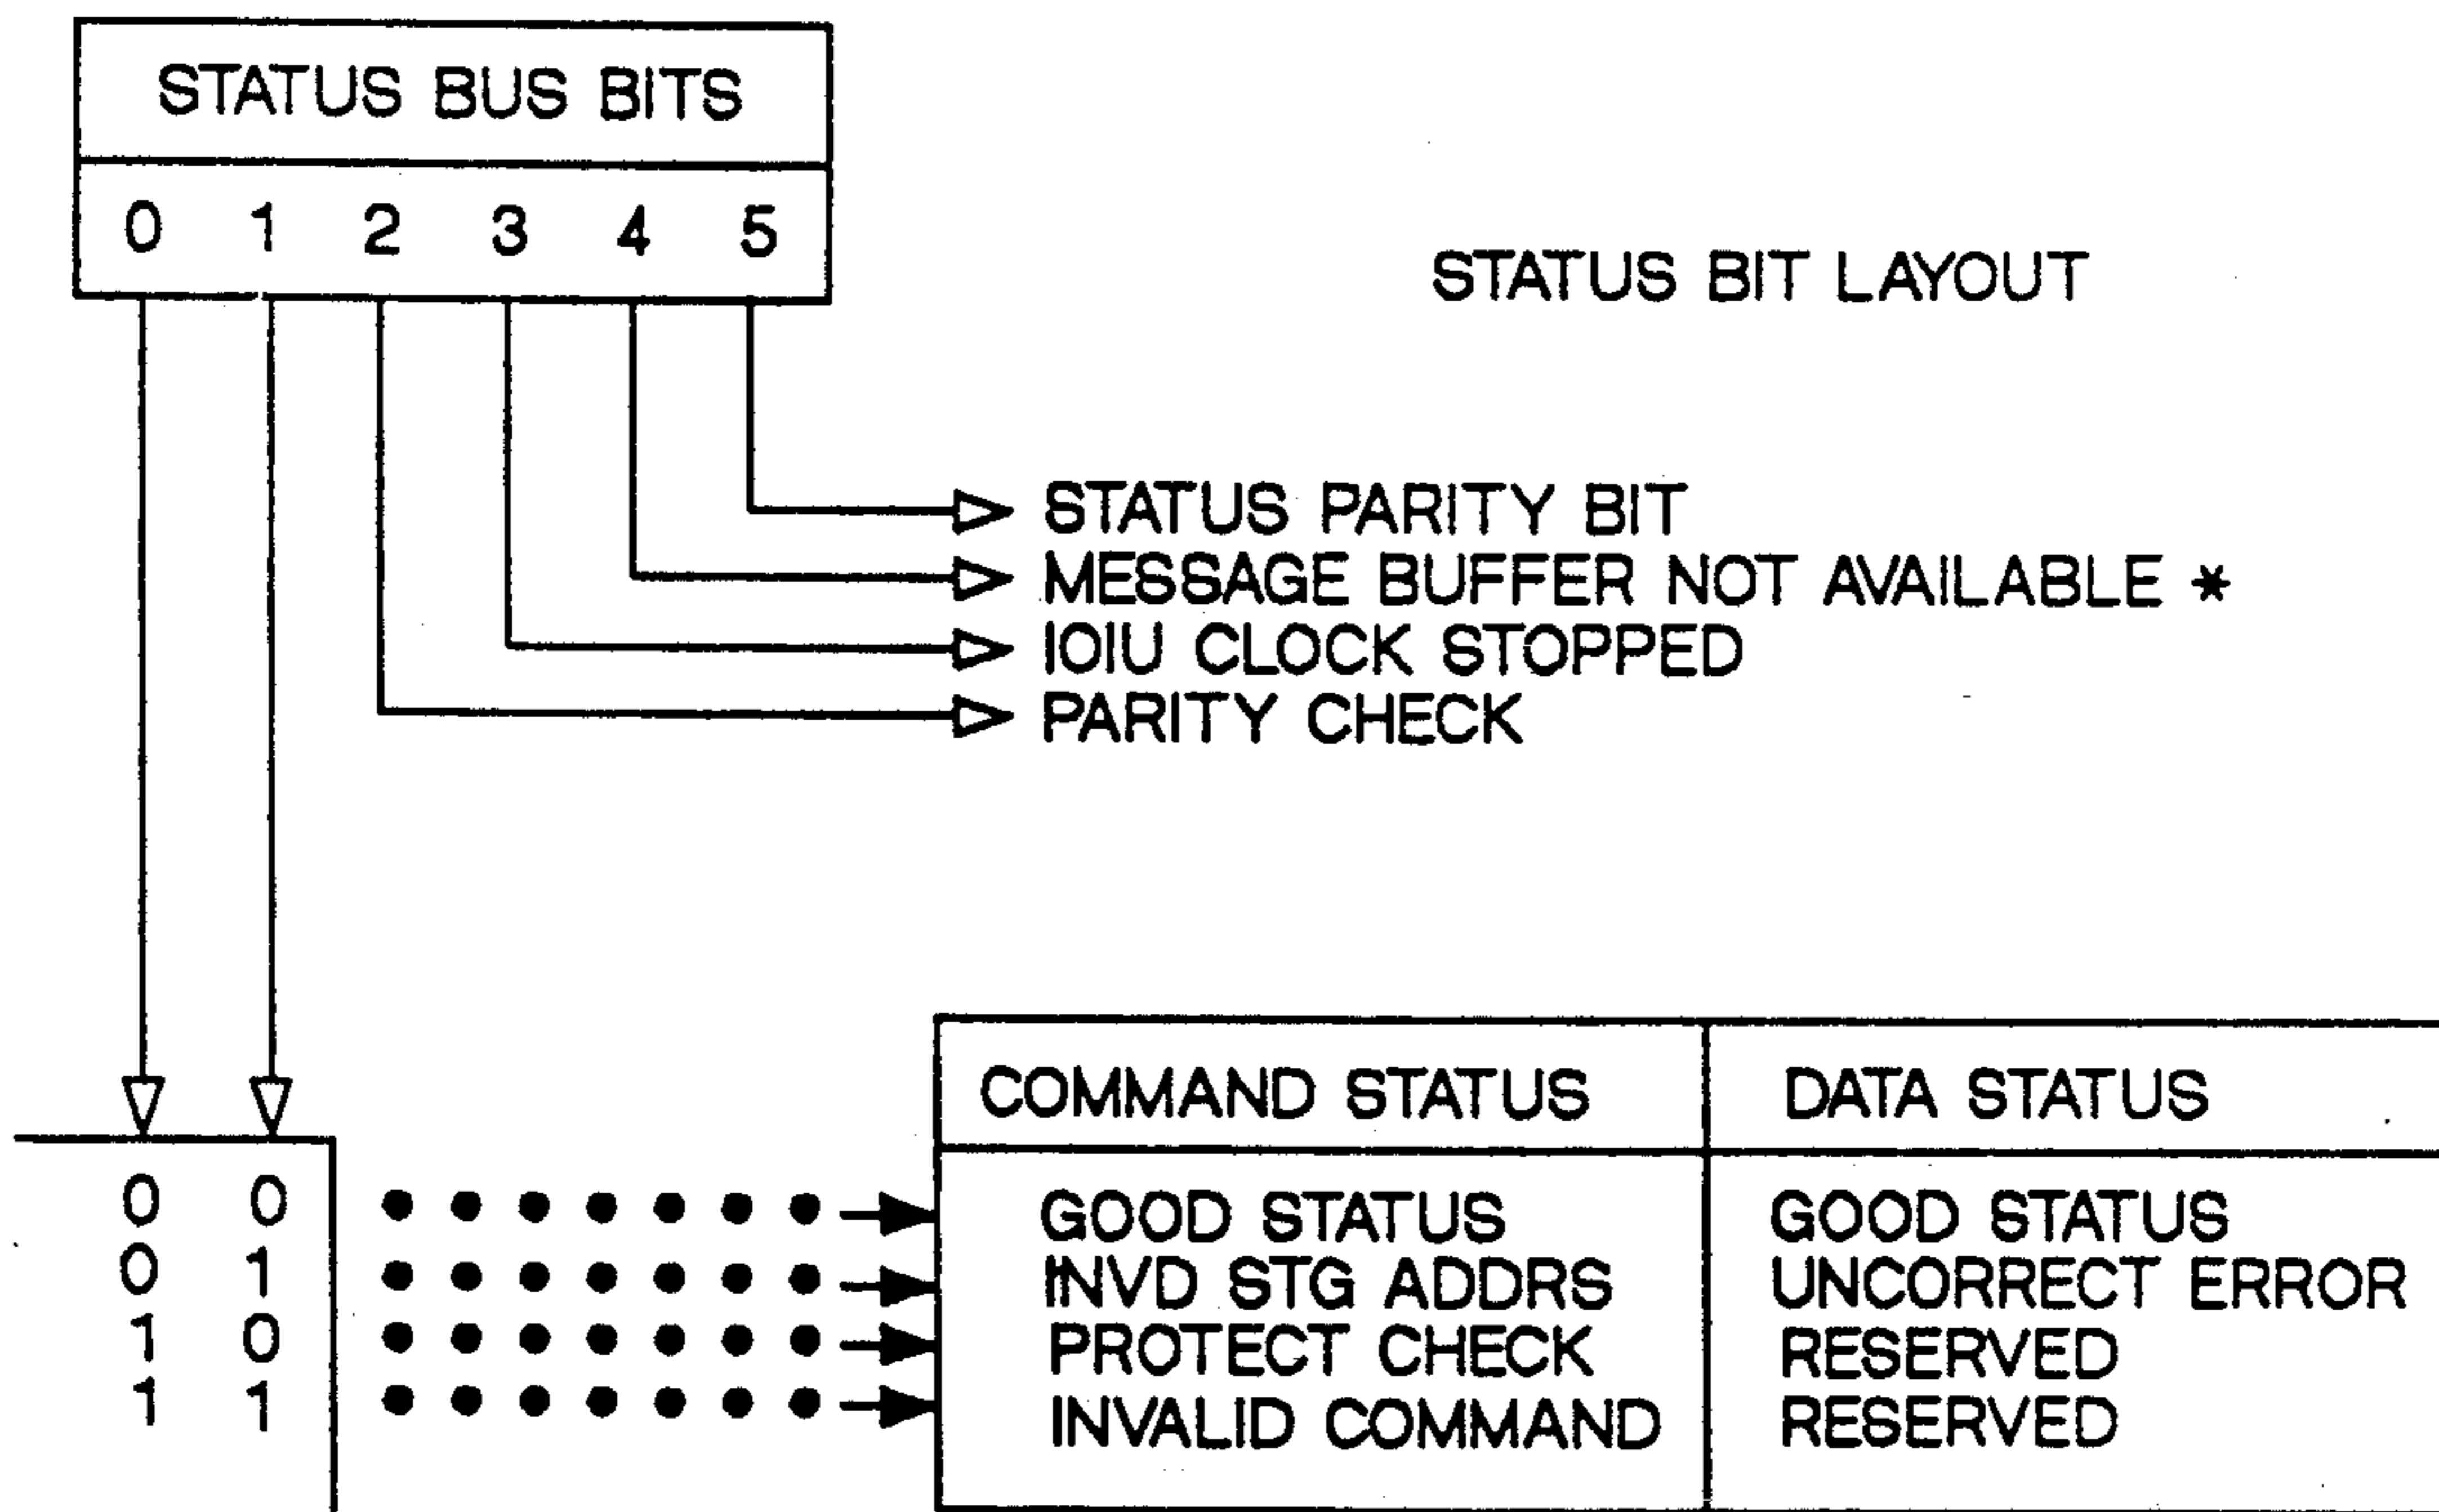 STATUS BUS BITS
0 1 2 3 4 5
STATUS BIT LAYOUT
STATUS PARITY BIT
MESSAGE BUFFER NOT AVAILABLE *
IOIU CLOCK STOPPED
PARITY CHECK
COMMAND STATUS DATA STATUS
0 0 GOOD STATUS GOOD STATUS
0 1 INVD STG ADDRS UNCORRECT ERROR
1 0 PROTECT CHECK RESERVED
1 1 INVALID COMMAND RESERVED